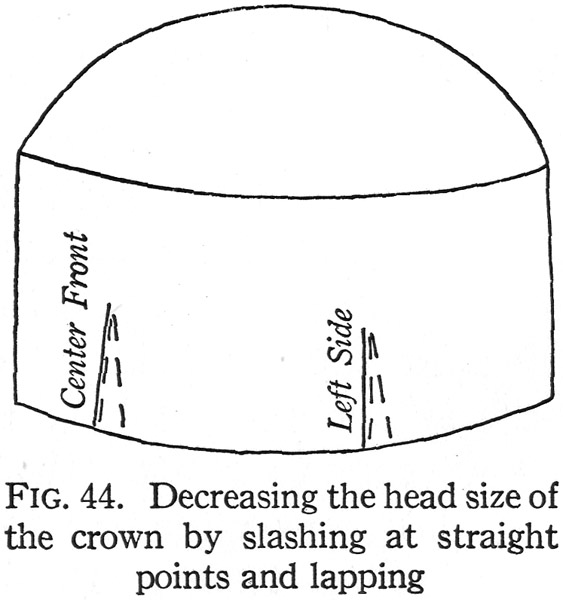 Center Front
Left Side
FIG. 44. Decreasing the head size of
the crown by slashing at straight
points and lapping